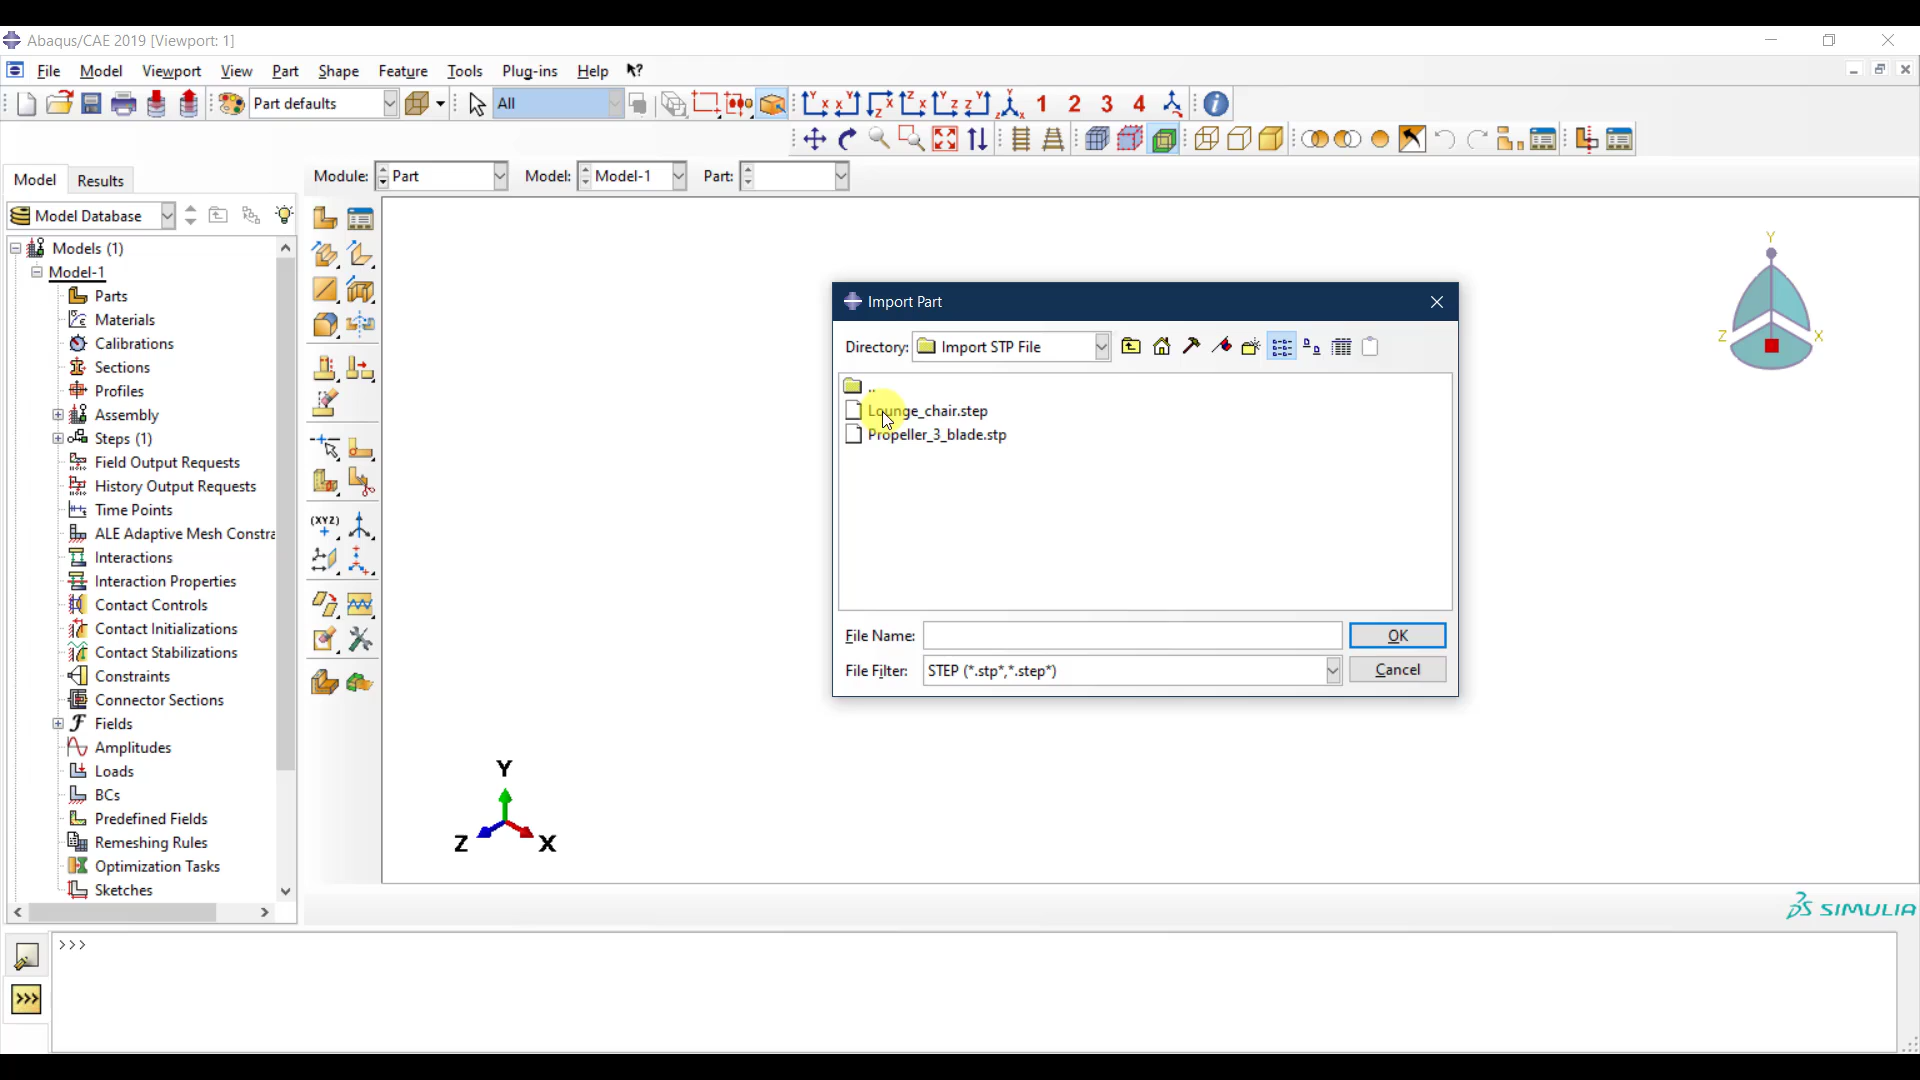 Abaqus/CAE 2019 [Viewport: 1]
File Model Viewport View Part Shape Feature Tools Plug-ins Help
Part defaults All 1 2 3 4
Module: Part Model: Model-1 Part:
Model Results
Model Database
Models (1)
Model-1
Parts
Materials
Calibrations
Sections
Profiles
Assembly
Steps (1)
Field Output Requests
History Output Requests
Time Points
ALE Adaptive Mesh Constra
Interactions
Interaction Properties
Contact Controls
Contact Initializations
Contact Stabilizations
Constraints
Connector Sections
Fields
Amplitudes
Loads
BCs
Predefined Fields
Remeshing Rules
Optimization Tasks
Sketches
(XYZ)
Y
Z X
Import Part
Directory: Import STP File
..
Lounge_chair.step
Propeller_3_blade.stp
File Name: OK
File Filter: STEP (*.stp*,*.step*) Cancel
Y
Z X
SIMULIA
>>>
>>>